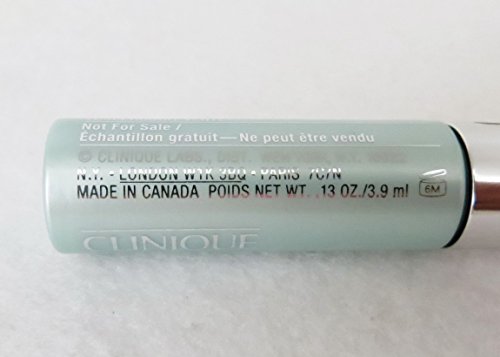 Not For Sale /
Échantillon gratuit—Ne peut être vendu
© CLINIQUE LABS., DIST.
N.Y. - LONDON W1K 3BQ - PARIS 7C7N
MADE IN CANADA POIDS NET WT. .13 OZ./3.9 ml 6M
CLINIQUE